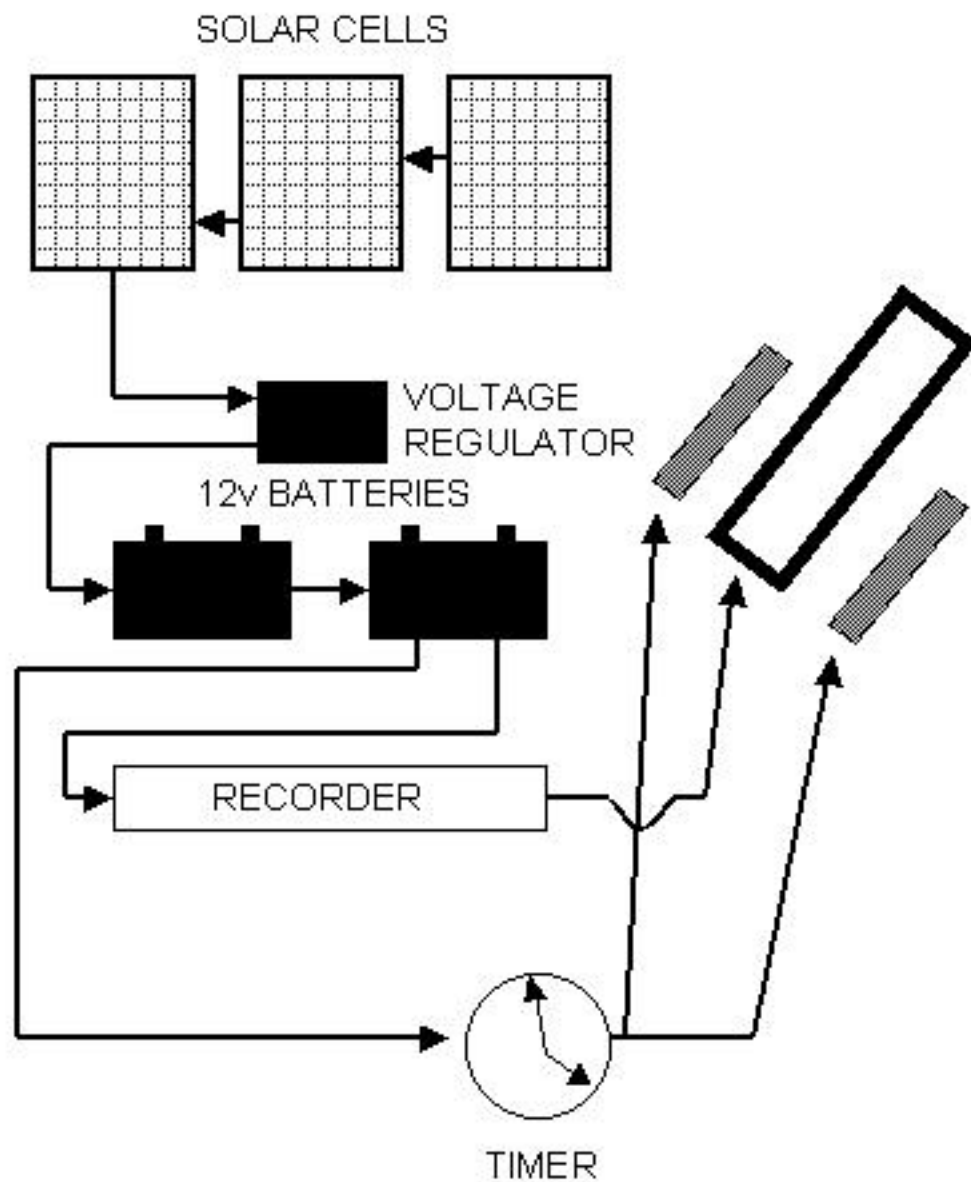 SOLAR CELLS
VOLTAGE
REGULATOR
12v BATTERIES
RECORDER
TIMER